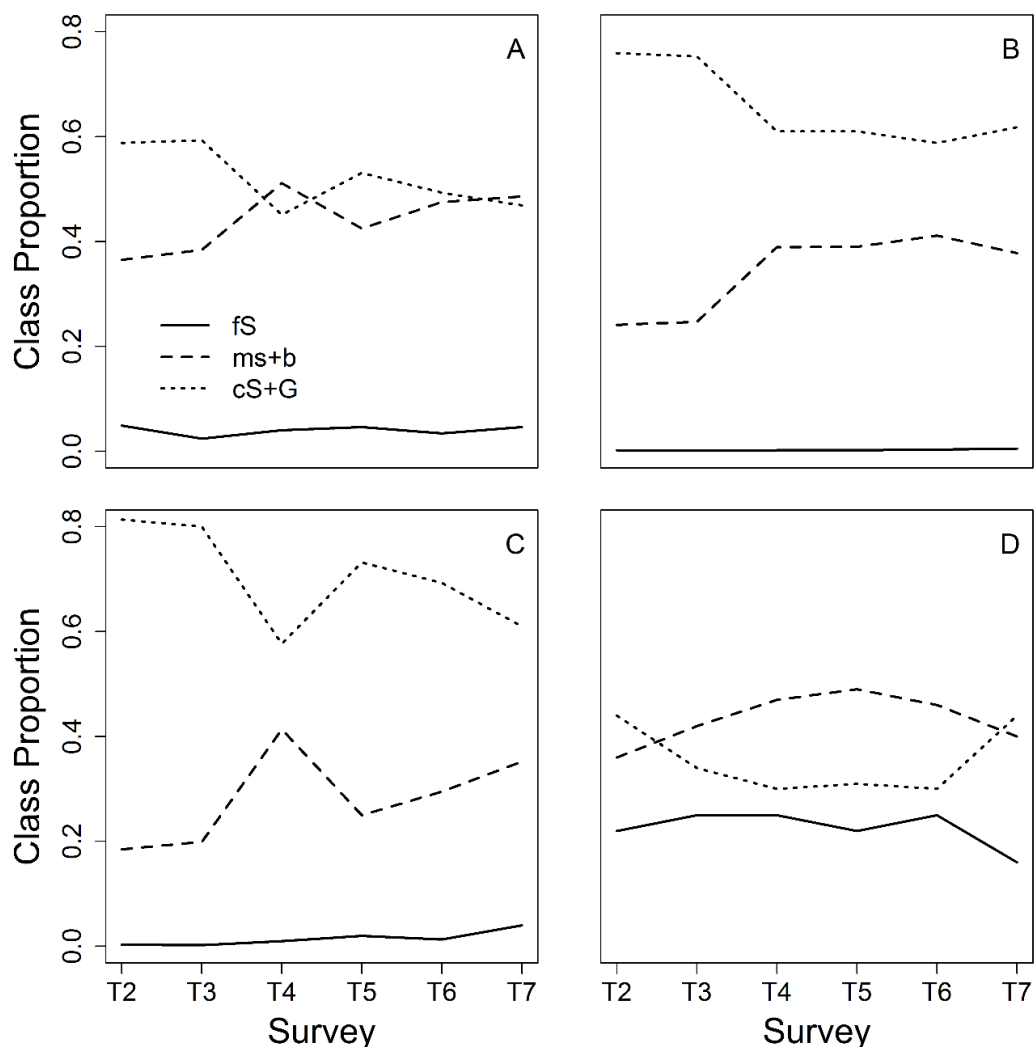 A
B
Class Proportion
0.8
0.6
0.4
0.2
0.0
fS
ms+b
cS+G
C
D
Class Proportion
0.8
0.6
0.4
0.2
0.0
T2 T3 T4 T5 T6 T7
T2 T3 T4 T5 T6 T7
Survey
Survey